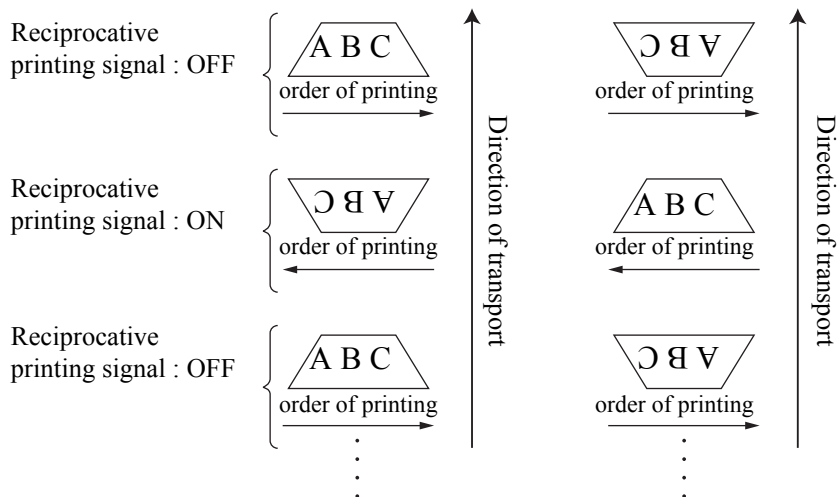 Reciprocative
printing signal : OFF
A B C
order of printing
A B C
order of printing
Reciprocative
printing signal : ON
A B C
order of printing
A B C
order of printing
Reciprocative
printing signal : OFF
A B C
order of printing
A B C
order of printing
Direction of transport
Direction of transport